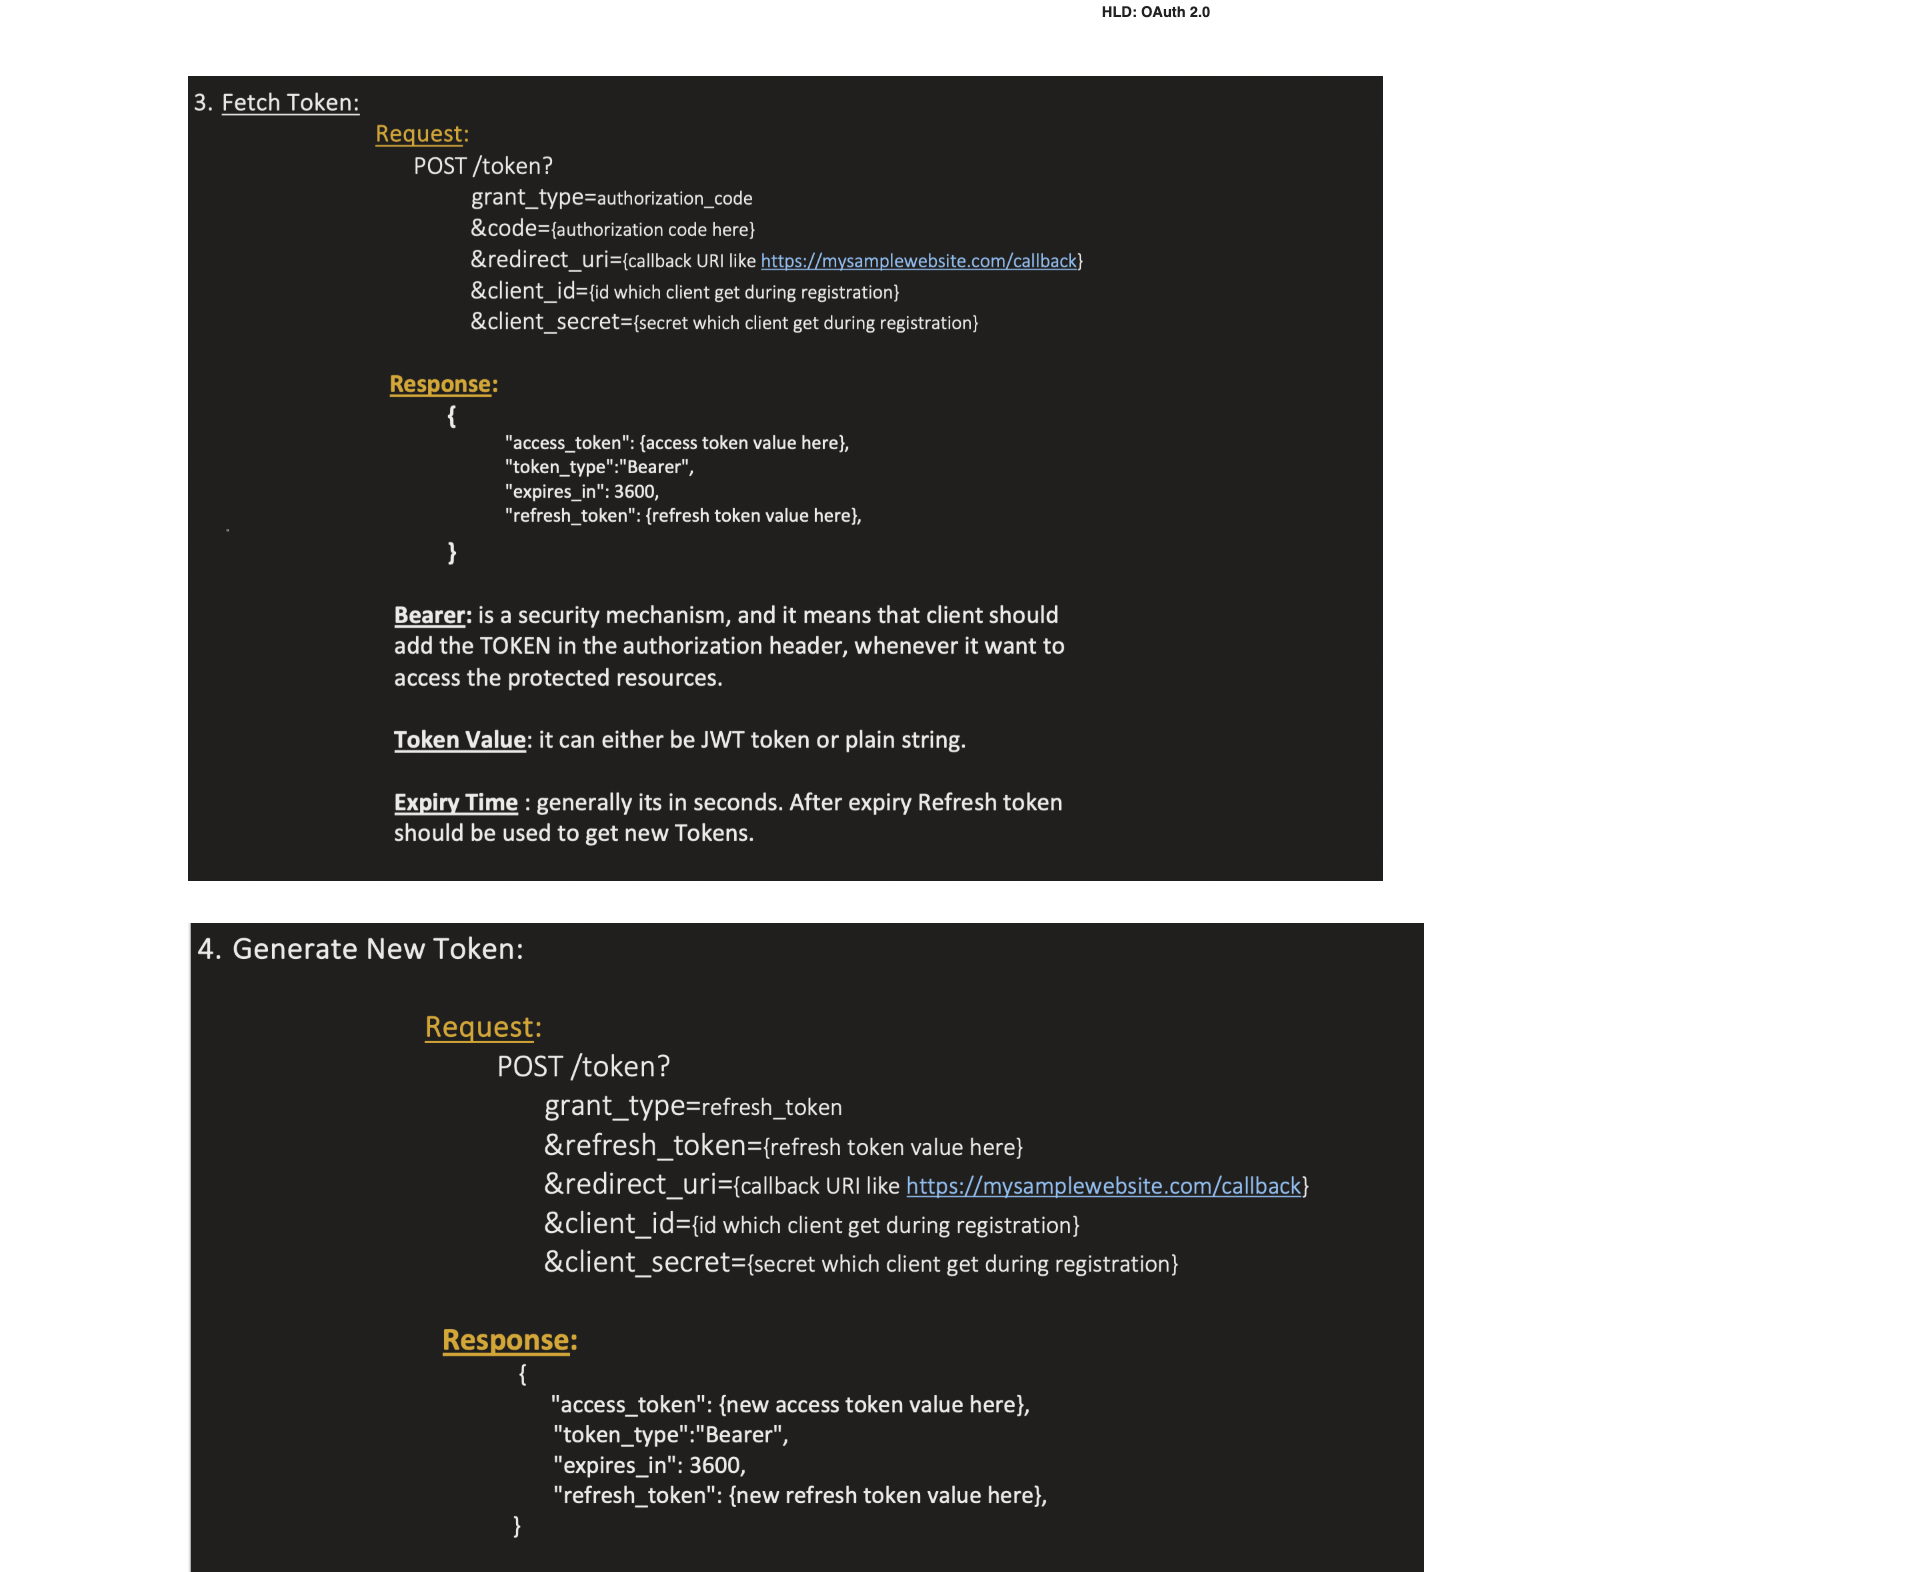 HLD: OAuth 2.0
3. Fetch Token:
Request:
POST /token?
grant_type=authorization_code
&code={authorization code here}
&redirect_uri={callback URI like https://mysamplewebsite.com/callback}
&client_id={id which client get during registration}
&client_secret={secret which client get during registration}
Response:
{
"access_token": {access token value here},
"token_type":"Bearer",
"expires_in": 3600,
"refresh_token": {refresh token value here},
}
Bearer: is a security mechanism, and it means that client should
add the TOKEN in the authorization header, whenever it want to
access the protected resources.
Token Value: it can either be JWT token or plain string.
Expiry Time : generally its in seconds. After expiry Refresh token
should be used to get new Tokens.
4. Generate New Token:
Request:
POST /token?
grant_type=refresh_token
&refresh_token={refresh token value here}
&redirect_uri={callback URI like https://mysamplewebsite.com/callback}
&client_id={id which client get during registration}
&client_secret={secret which client get during registration}
Response:
{
"access_token": {new access token value here},
"token_type":"Bearer",
"expires_in": 3600,
"refresh_token": {new refresh token value here},
}